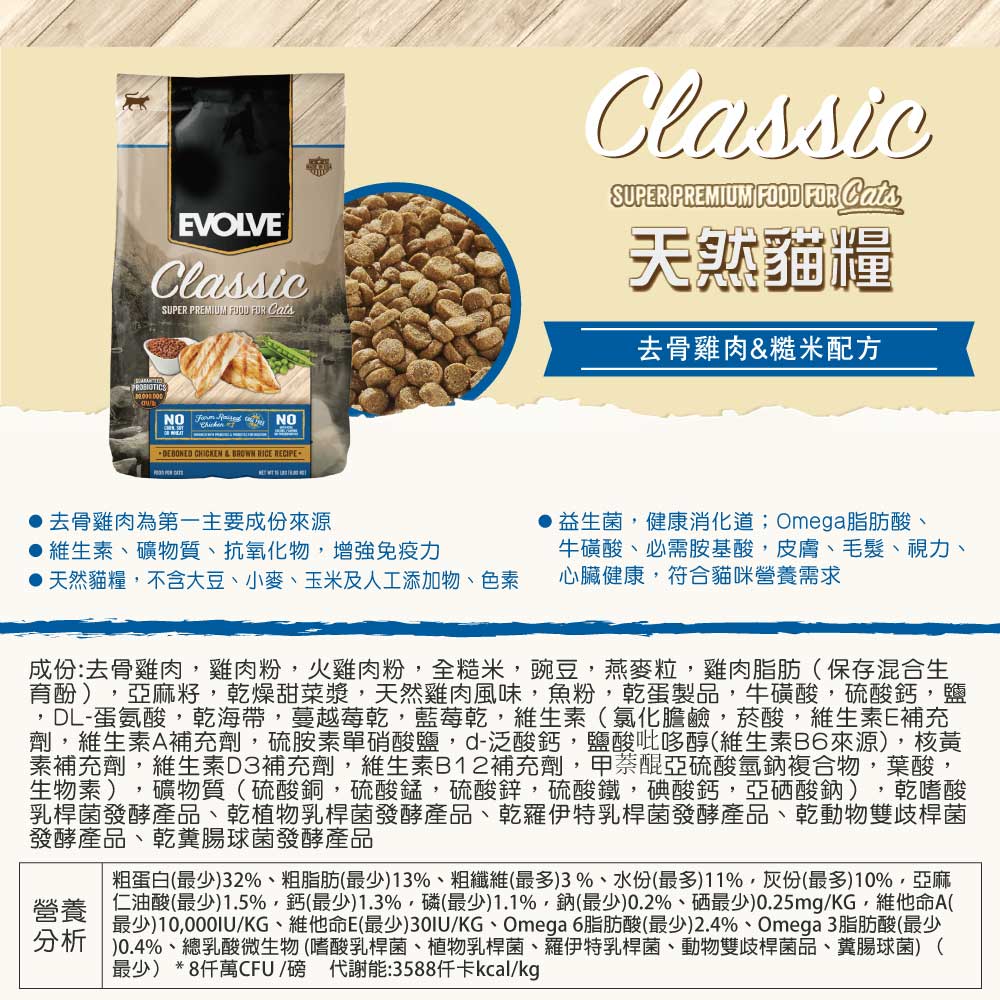 Classic
SUPER PREMIUM FOOD FOR Cats
天然貓糧
去骨雞肉&糙米配方
EVOLVE
Classic
SUPER PREMIUM FOOD FOR Cats
GUARANTEED
PROBIOTICS
80,000,000
CFU/lb
NO
CORN, SOY
OR WHEAT
Farm Raised
Chicken
NO
DEBONED CHICKEN & BROWN RICE RECIPE
FOOD FOR CATS
● 去骨雞肉為第一主要成份來源
● 維生素、礦物質、抗氧化物，增強免疫力
● 天然貓糧，不含大豆、小麥、玉米及人工添加物、色素
● 益生菌，健康消化道；Omega脂肪酸、
牛磺酸、必需胺基酸，皮膚、毛髮、視力、
心臟健康，符合貓咪營養需求
成份:去骨雞肉，雞肉粉，火雞肉粉，全糙米，豌豆，燕麥粒，雞肉脂肪（保存混合生
育酚），亞麻籽，乾燥甜菜漿，天然雞肉風味，魚粉，乾蛋製品，牛磺酸，硫酸鈣，鹽
，DL-蛋氨酸，乾海帶，蔓越莓乾，藍莓乾，維生素（氯化膽鹼，菸酸，維生素E補充
劑，維生素A補充劑，硫胺素單硝酸鹽，d-泛酸鈣，鹽酸吡哆醇(維生素B6來源)，核黃
素補充劑，維生素D3補充劑，維生素B12補充劑，甲萘醌亞硫酸氫鈉複合物，葉酸，
生物素），礦物質（硫酸銅，硫酸錳，硫酸鋅，硫酸鐵，碘酸鈣，亞硒酸鈉），乾嗜酸
乳桿菌發酵產品、乾植物乳桿菌發酵產品、乾羅伊特乳桿菌發酵產品、乾動物雙歧桿菌
發酵產品、乾糞腸球菌發酵產品
營養
分析
粗蛋白(最少)32%、粗脂肪(最少)13%、粗纖維(最多)3 %、水份(最多)11%，灰份(最多)10%，亞麻
仁油酸(最少)1.5%，鈣(最少)1.3%，磷(最少)1.1%，鈉(最少)0.2%、硒最少)0.25mg/KG，維他命A(
最少)10,000IU/KG、維他命E(最少)30IU/KG、Omega 6脂肪酸(最少)2.4%、Omega 3脂肪酸(最少
)0.4%、總乳酸微生物 (嗜酸乳桿菌、植物乳桿菌、羅伊特乳桿菌、動物雙歧桿菌品、糞腸球菌) （
最少） * 8仟萬CFU /磅 代謝能:3588仟卡kcal/kg